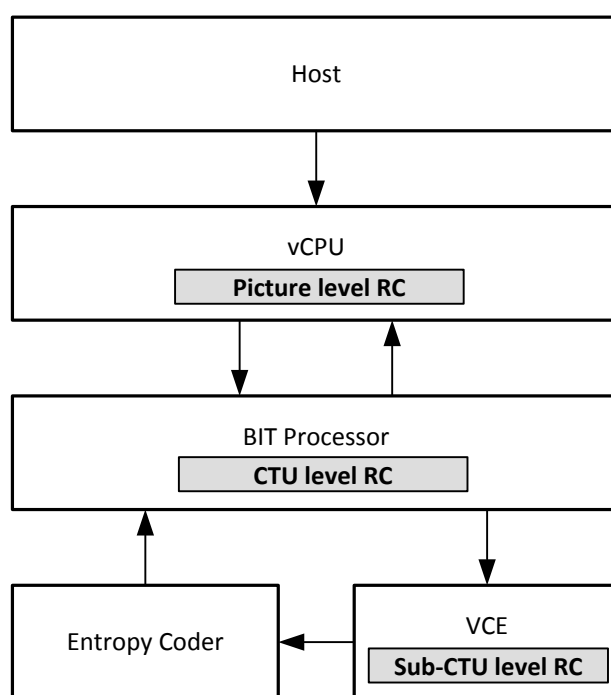 Host
vCPU
Picture level RC
BIT Processor
CTU level RC
Entropy Coder
VCE
Sub-CTU level RC